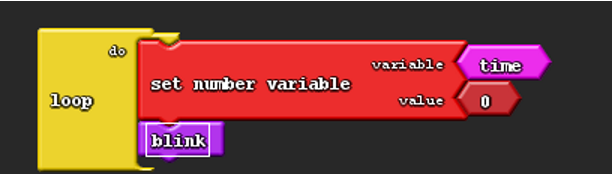 do
variable time
set number variable
loop
value 0
blink